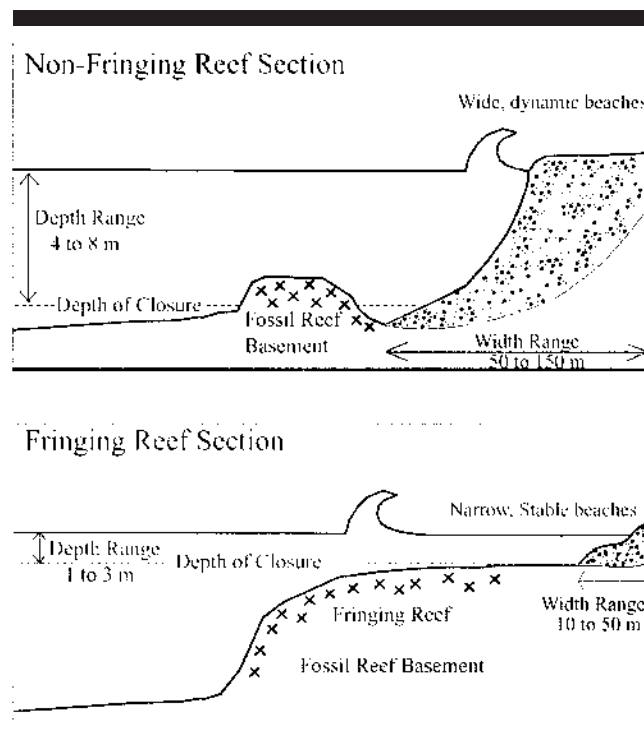 Non-Fringing Reef Section
Wide, dynamic beaches
Depth Range
4 to 8 m
Depth of Closure
Fossil Reef
Basement
Width Range
50 to 150 m
Fringing Reef Section
Narrow, Stable beaches
Depth Range
1 to 3 m
Depth of Closure
Fringing Reef
Width Range
10 to 50 m
Fossil Reef Basement